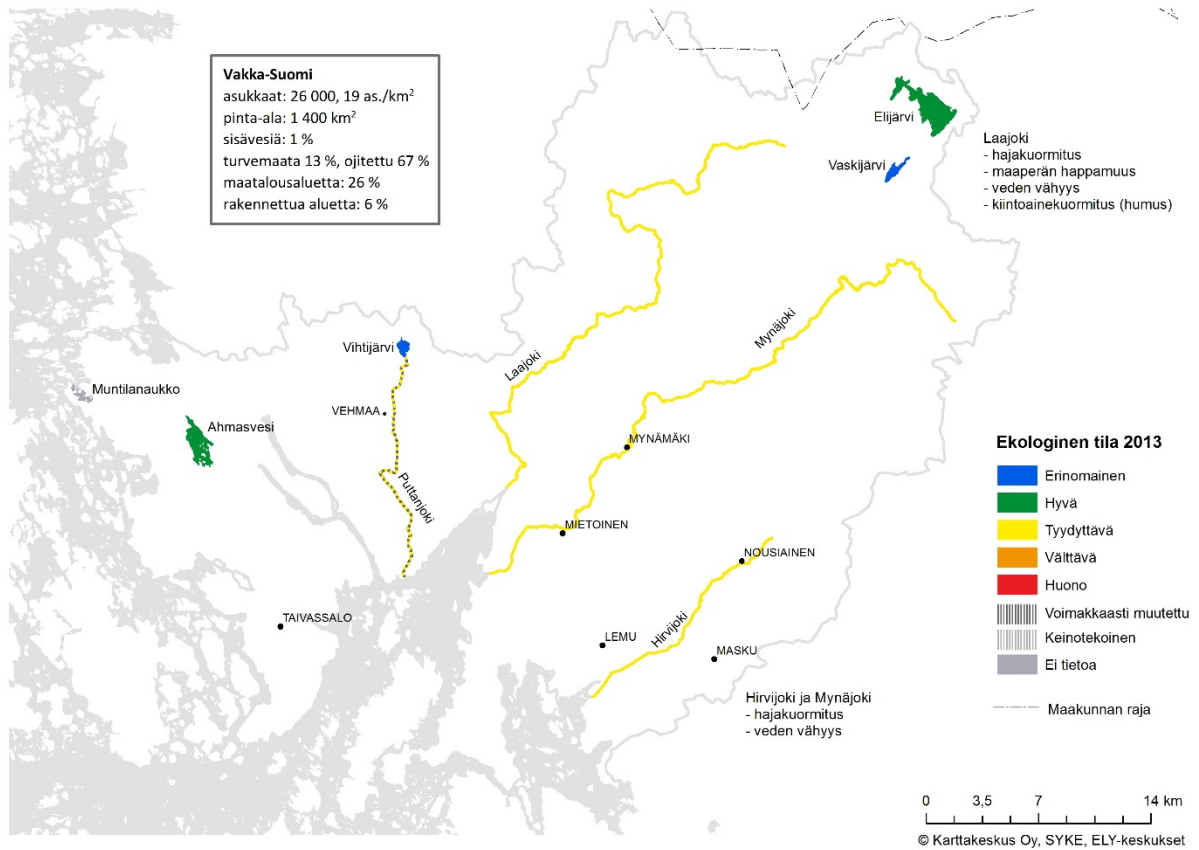 Vakka-Suomi
asukkaat: 26 000, 19 as./km²
pinta-ala: 1 400 km²
sisävesiä: 1 %
turvemaata 13 %, ojitettu 67 %
maatalousaluetta: 26 %
rakennettua aluetta: 6 %
Elijärvi
Vaskijärvi
Laajoki
- hajakuormitus
- maaperän happamuus
- veden vähyys
- kiintoainekuormitus (humus)
Vihtijärvi
Laajoki
Mynäjoki
Muntilanaukko
VEHMAA
Ahmasvesi
MYNÄMÄKI
Puttanjoki
MIETOINEN
NOUSIAINEN
TAIVASSALO
LEMU
Hirvijoki
MASKU
Hirvijoki ja Mynäjoki
- hajakuormitus
- veden vähyys
Ekologinen tila 2013
Erinomainen
Hyvä
Tyydyttävä
Välttävä
Huono
Voimakkaasti muutettu
Keinotekoinen
Ei tietoa
Maakunnan raja
0 3,5 7 14 km
© Karttakeskus Oy, SYKE, ELY-keskukset